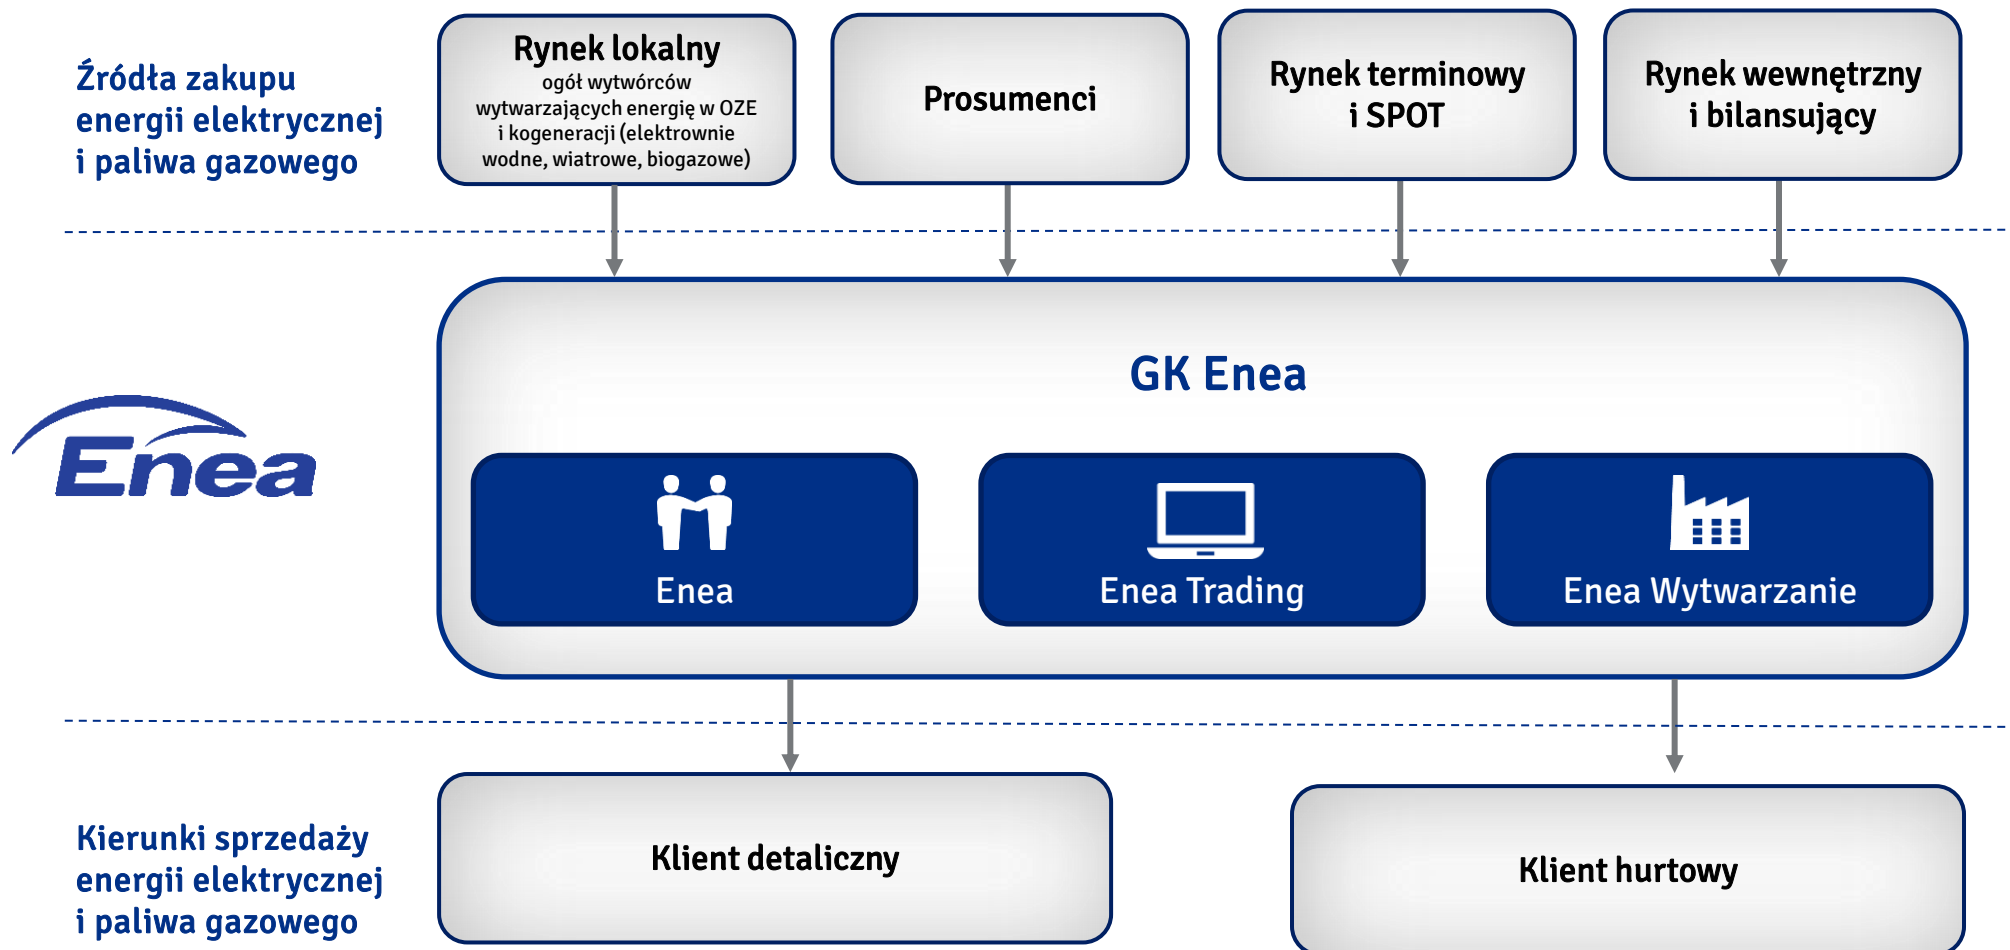 Źródła zakupu
energii elektrycznej
i paliwa gazowego
Rynek lokalny
ogół wytwórców
wytwarzających energię w OZE
i kogeneracji (elektrownie
wodne, wiatrowe, biogazowe)
Prosumenci
Rynek terminowy
i SPOT
Rynek wewnętrzny
i bilansujący
Enea
GK Enea
Enea
Enea Trading
Enea Wytwarzanie
Kierunki sprzedaży
energii elektrycznej
i paliwa gazowego
Klient detaliczny
Klient hurtowy